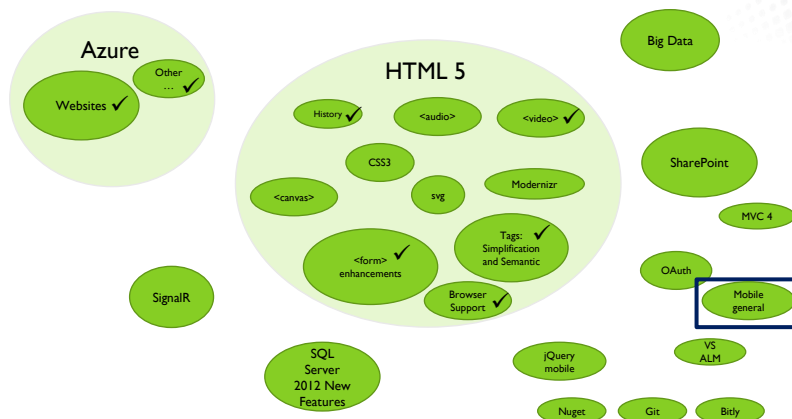 Azure
Other
...
Websites
HTML 5
History
<audio>
<video>
CSS3
Modernizr
<canvas>
svg
Tags:
Simplification
and Semantic
<form>
enhancements
Browser
Support
Big Data
SharePoint
MVC 4
OAuth
Mobile
general
SignalR
SQL
Server
2012 New
Features
jQuery
mobile
VS
ALM
Nuget
Git
Bitly